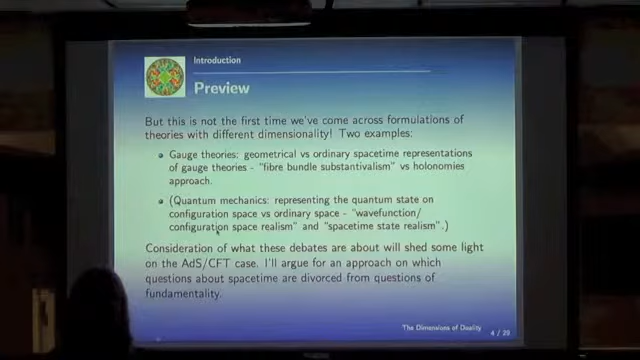 Introduction
Preview
But this is not the first time we've come across formulations of
theories with different dimensionality! Two examples:
Gauge theories: geometrical vs ordinary spacetime representations
of gauge theories - "fibre bundle substantivalism" vs holonomies
approach.
(Quantum mechanics: representing the quantum state on
configuration space vs ordinary space - "wavefunction/
configuration space realism" and "spacetime state realism".)
Consideration of what these debates are about will shed some light
on the AdS/CFT case. I'll argue for an approach on which
questions about spacetime are divorced from questions of
fundamentality.
The Dimensions of Duality
4 / 29